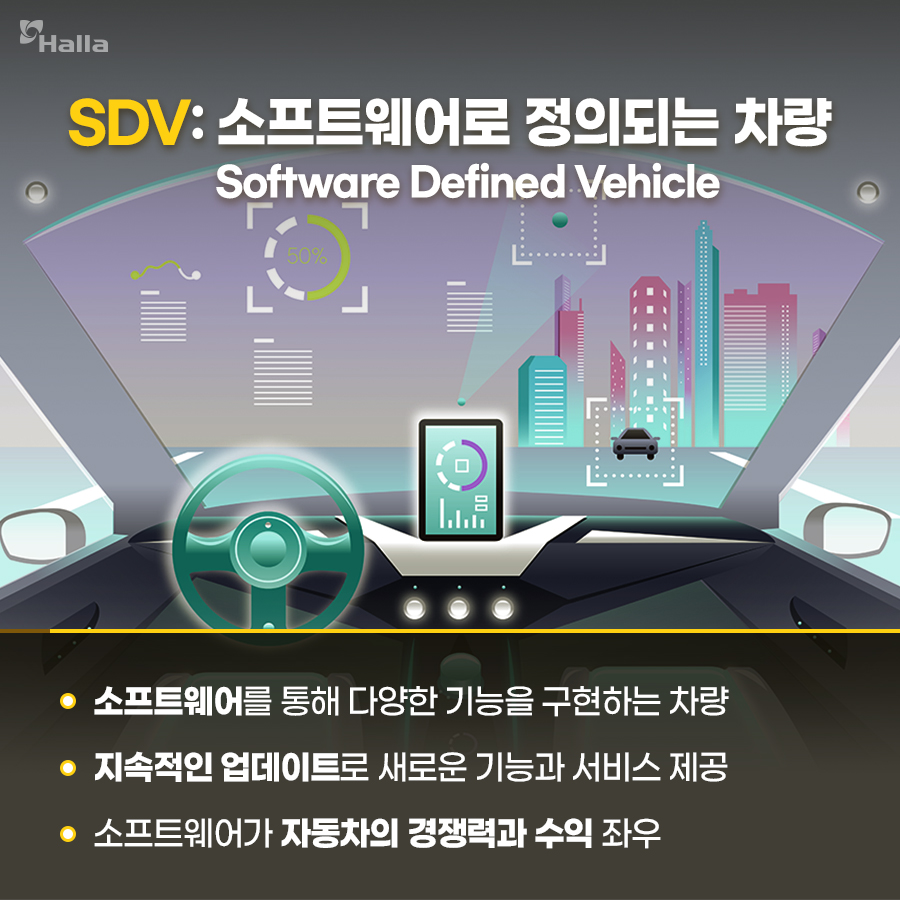 Halla
SDV: 소프트웨어로 정의되는 차량
Software Defined Vehicle
50%
소프트웨어를 통해 다양한 기능을 구현하는 차량
지속적인 업데이트로 새로운 기능과 서비스 제공
소프트웨어가 자동차의 경쟁력과 수익 좌우